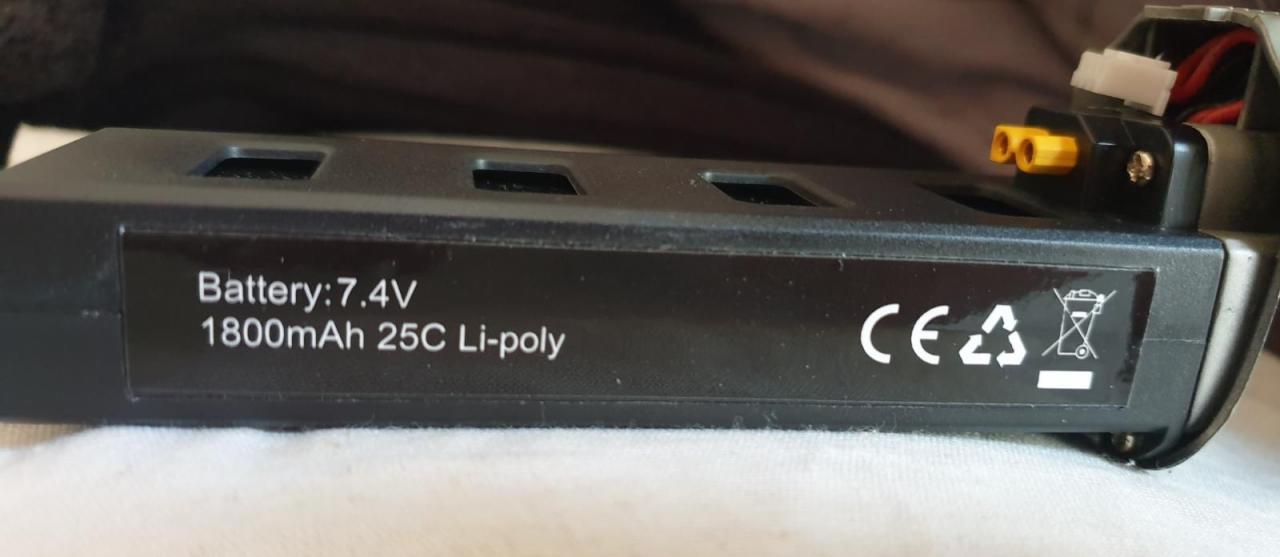 Battery:7.4V
1800mAh 25C Li-poly
CE